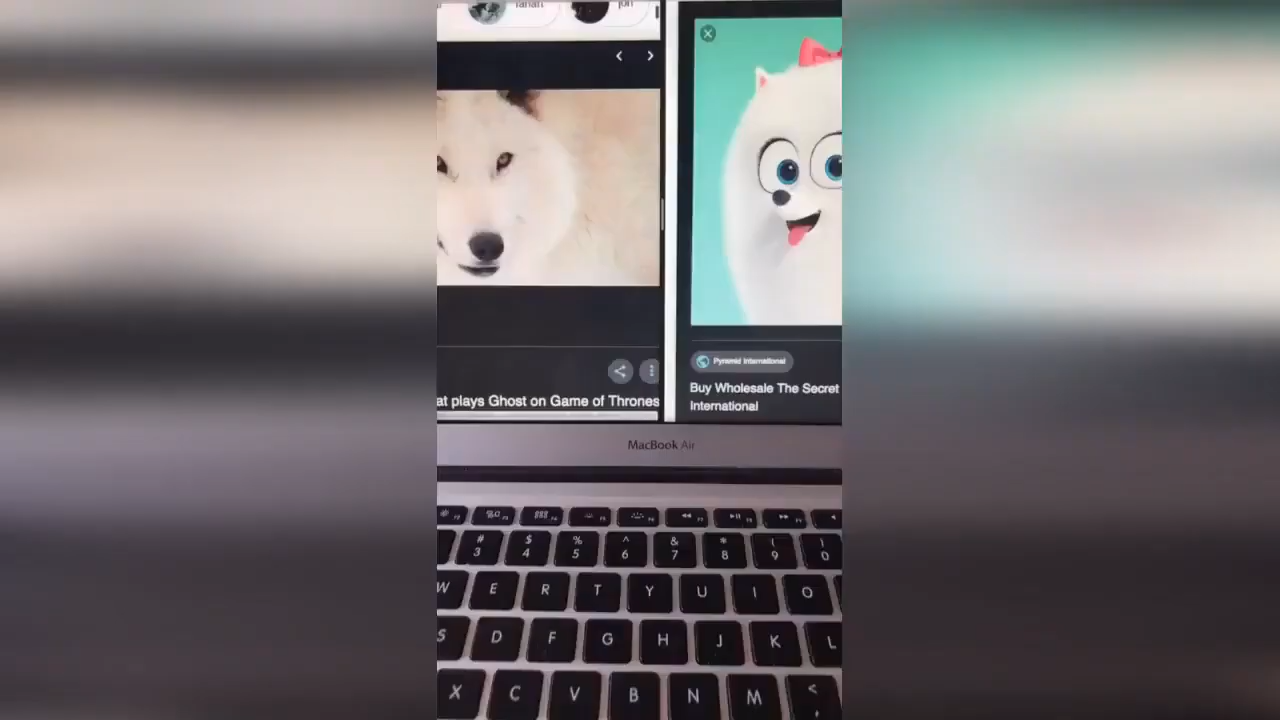 at plays Ghost on Game of Thrones
Pyramid International
Buy Wholesale The Secret
International
MacBook Air
# $ % ^ & * ( )
3 4 5 6 7 8 9 0
W E R T Y U I O
S D F G H J K L
X C V B N M <
,